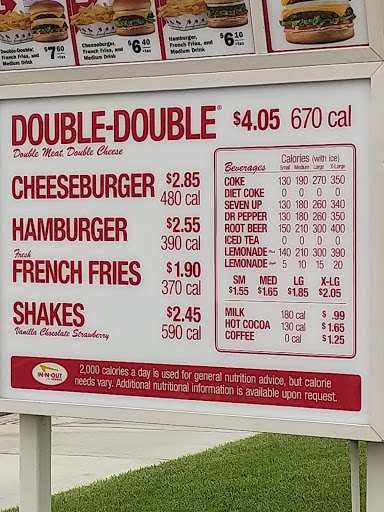 Double-Double, French Fries, and Medium Drink $7 60 +tax
Cheeseburger, French Fries, and Medium Drink $6 40 +tax
Hamburger, French Fries, and Medium Drink $6 10 +tax
DOUBLE-DOUBLE® $4.05 670 cal
Double Meat, Double Cheese
CHEESEBURGER $2.85
480 cal
HAMBURGER $2.55
390 cal
Fresh
FRENCH FRIES $1.90
370 cal
SHAKES $2.45
Vanilla Chocolate Strawberry 590 cal
Calories (with ice)
Beverages Small Medium Large X-Large
COKE 130 190 270 350
DIET COKE 0 0 0 0
SEVEN UP 130 180 260 340
DR PEPPER 130 180 260 350
ROOT BEER 150 210 300 400
ICED TEA 0 0 0 0
LEMONADE 140 210 300 390
LEMONADE 5 10 15 20
SM MED LG X-LG
$1.55 $1.65 $1.85 $2.05
MILK 180 cal $ .99
HOT COCOA 130 cal $1.65
COFFEE 0 cal $1.25
IN-N-OUT
2,000 calories a day is used for general nutrition advice, but calorie
needs vary. Additional nutritional information is available upon request.